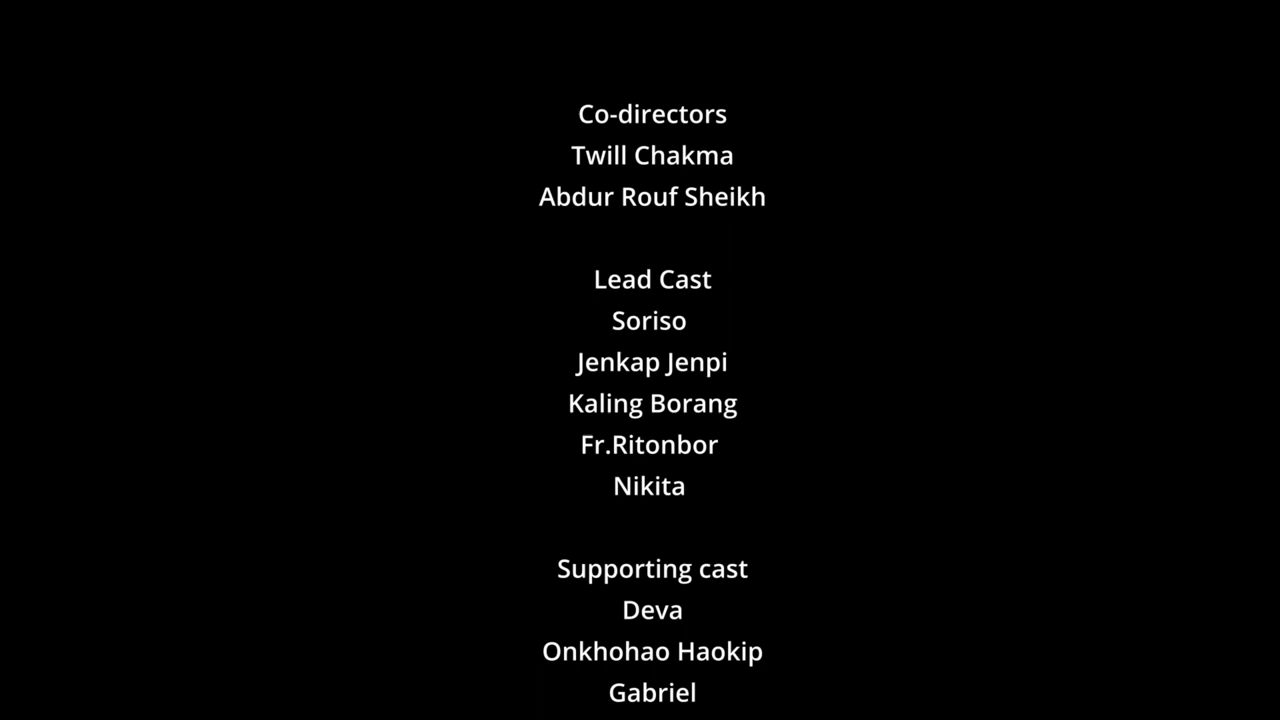 Co-directors
Twill Chakma
Abdur Rouf Sheikh
Lead Cast
Soriso
Jenkap Jenpi
Kaling Borang
Fr.Ritonbor
Nikita
Supporting cast
Deva
Onkhohao Haokip
Gabriel